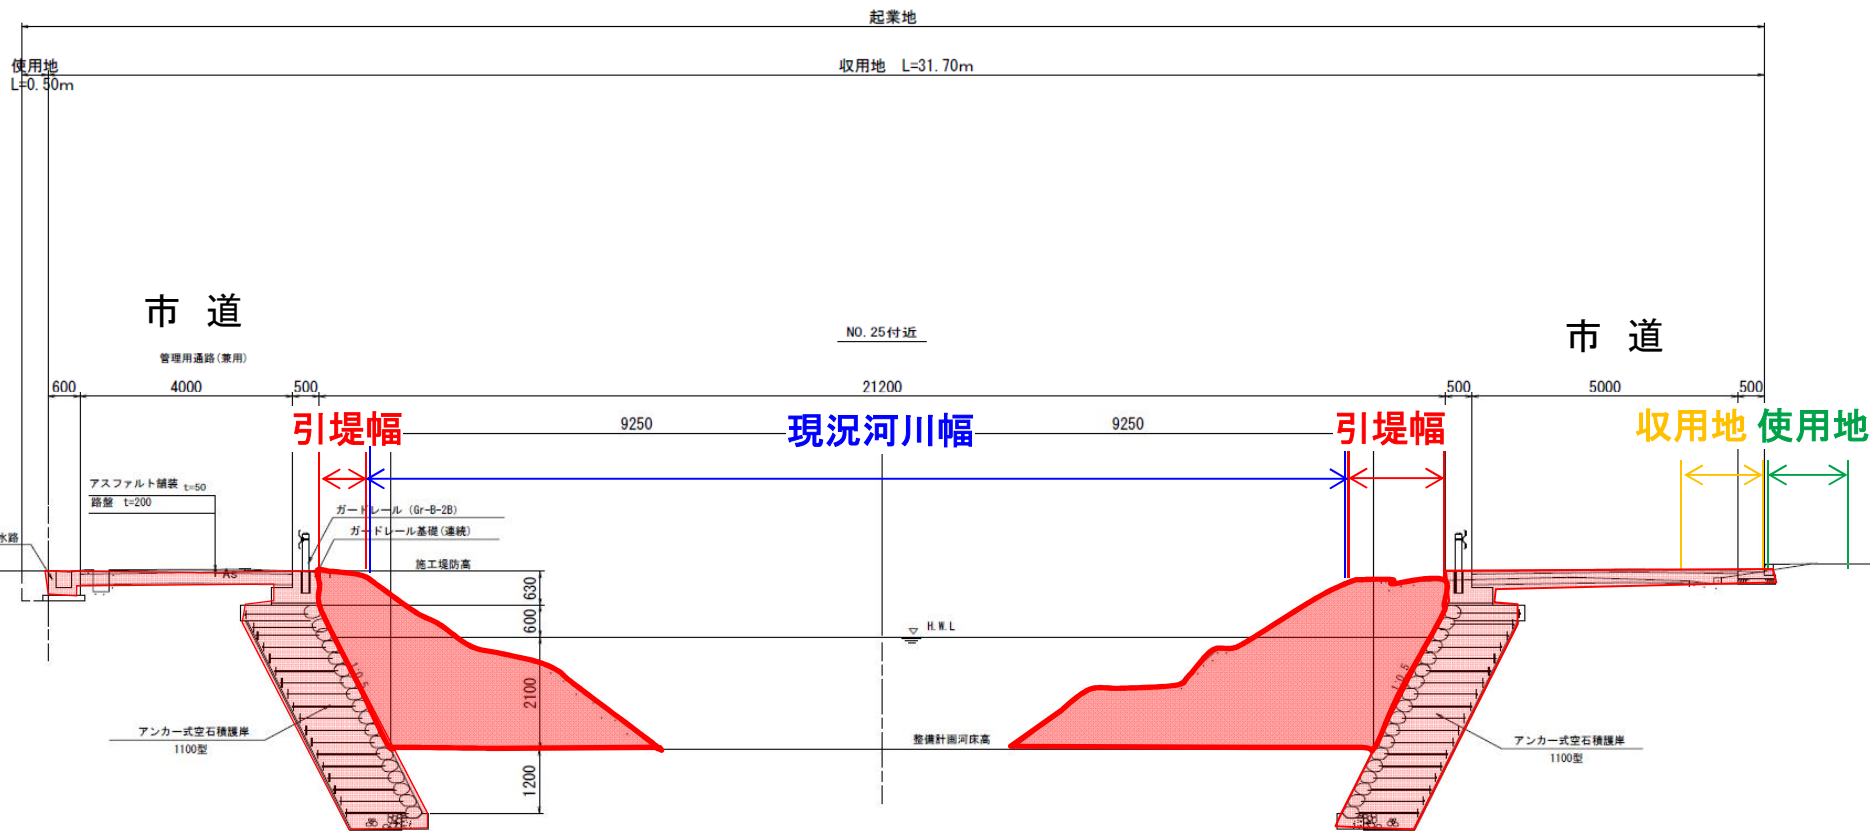 起業地
使用地
L=0.50m
収用地 L=31.70m
市 道
市 道
NO.25付近
管理用通路(兼用)
600
4000
500
21200
500
5000
500
引堤幅
9250
現況河川幅
9250
引堤幅
収用地
使用地
アスファルト舗装 t=50
路盤 t=200
ガードレール (Gr-B-2B)
ガードレール基礎(連続)
水路
施工堤防高
As
630
600
H.W.L
1:0.5
1:0.5
2100
アンカー式空石積護岸
1100型
整備計画河床高
アンカー式空石積護岸
1100型
1200